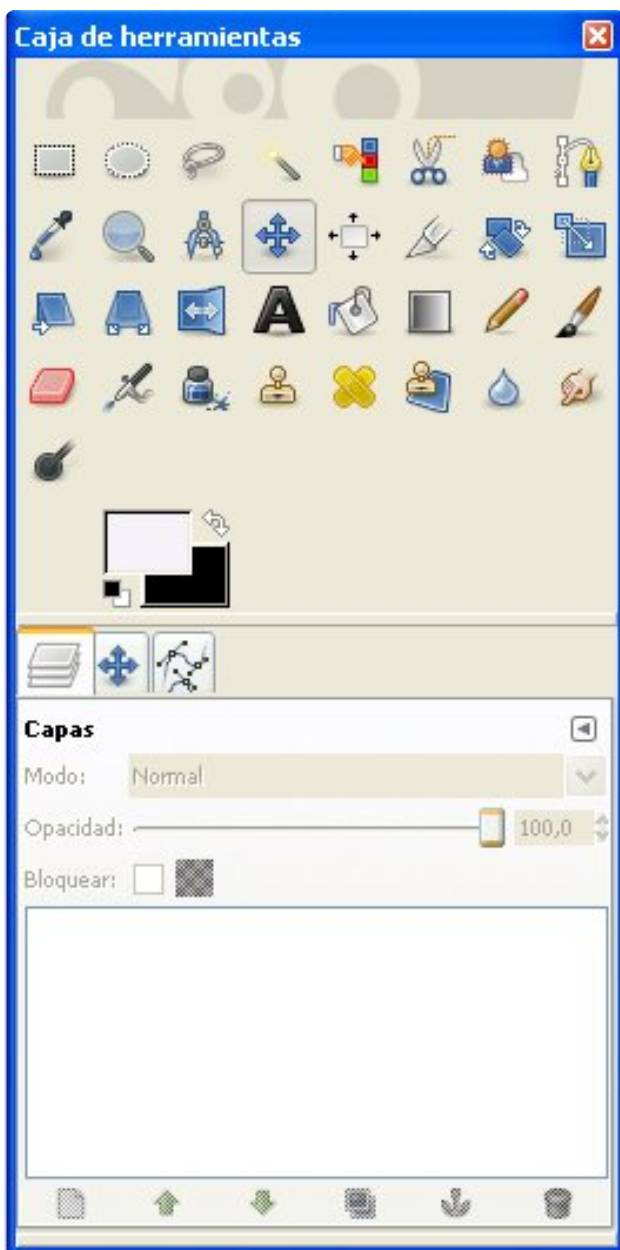 Caja de herramientas
Capas
Modo: Normal
Opacidad: 100,0
Bloquear: